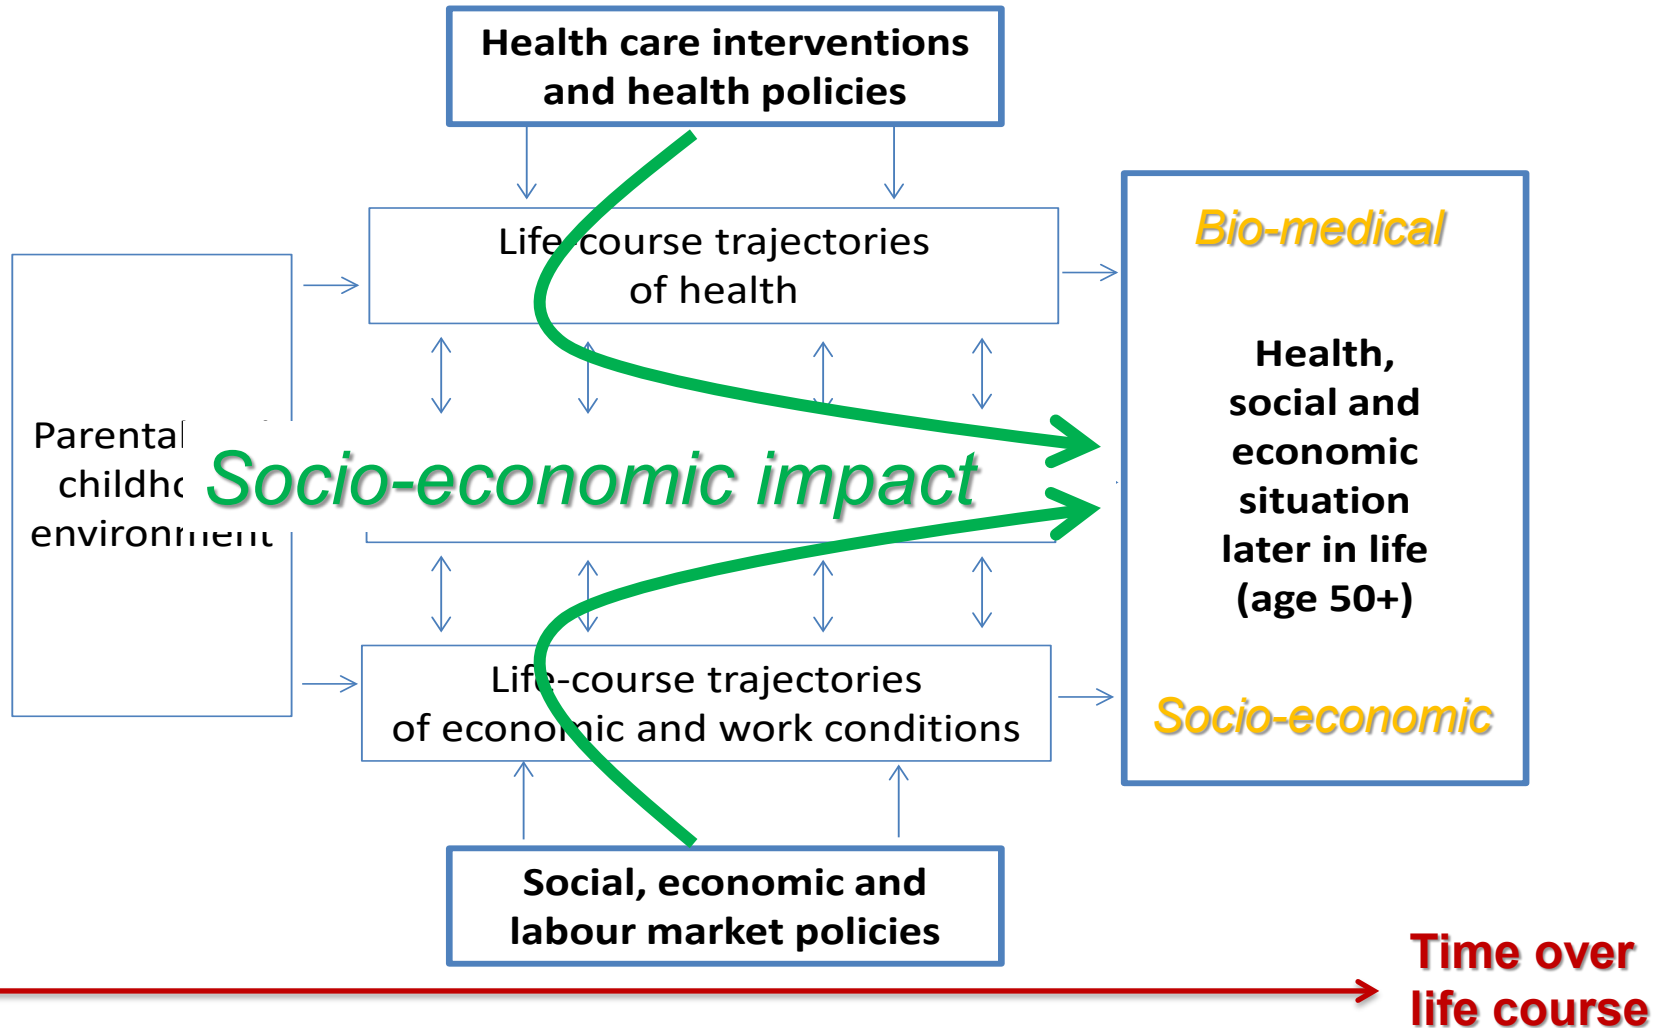 Health care interventions
and health policies
Life-course trajectories
of health
Bio-medical
Health,
social and
economic
situation
later in life
(age 50+)
Socio-economic
Parental
environment
Socio-economic impact
Life-course trajectories
of economic and work conditions
Social, economic and
labour market policies
Time over
life course